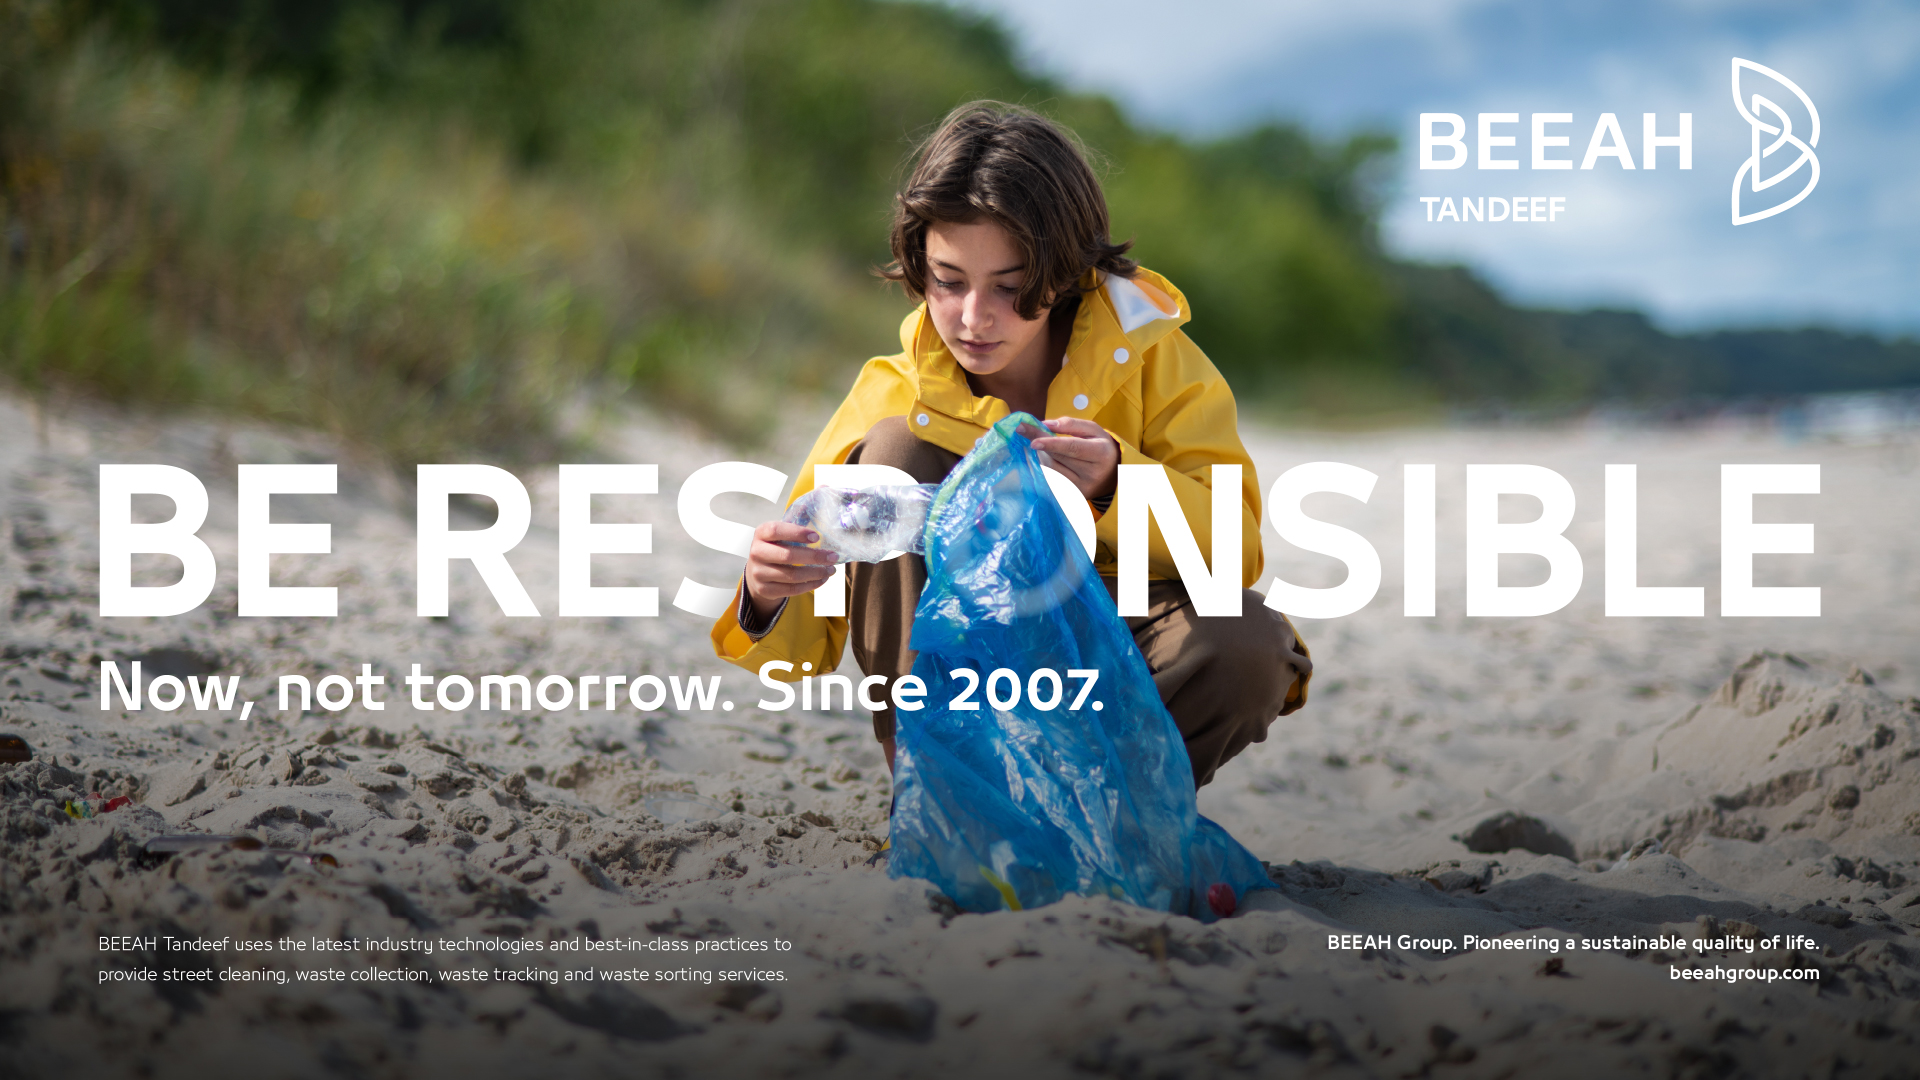 BEEAH
TANDEEF
BE RESPONSIBLE
Now, not tomorrow. Since 2007.
BEEAH Tandeef uses the latest industry technologies and best-in-class practices to
provide street cleaning, waste collection, waste tracking and waste sorting services.
BEEAH Group. Pioneering a sustainable quality of life.
beeahgroup.com